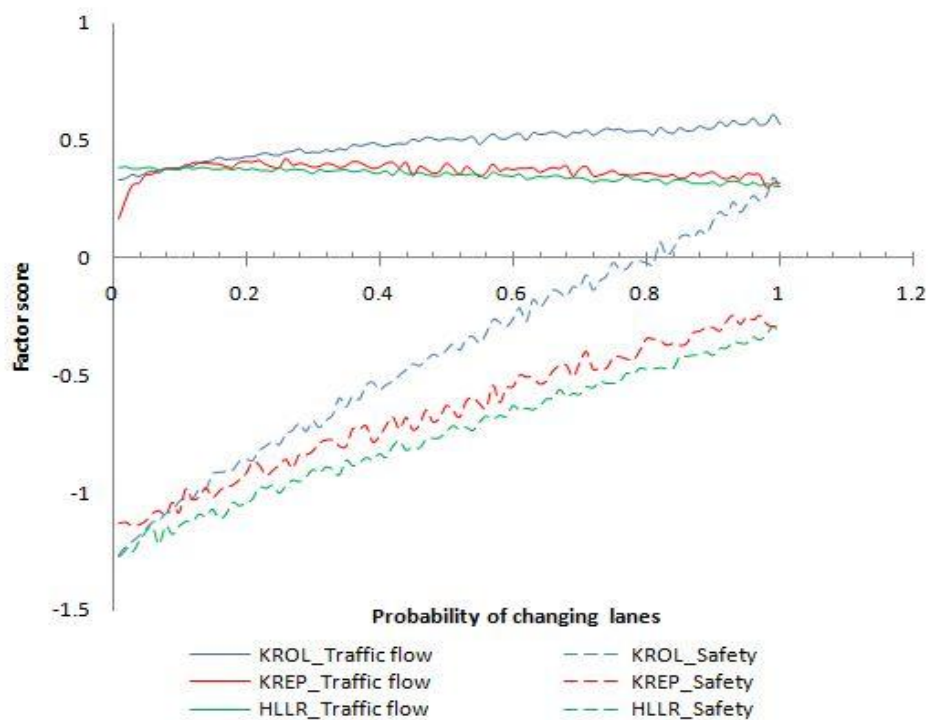 1
0.5
0
0 0.2 0.4 0.6 0.8 1 1.2
-0.5
-1
-1.5
Factor score
Probability of changing lanes
KROL_Traffic flow KROL_Safety
KREP_Traffic flow KREP_Safety
HLLR_Traffic flow HLLR_Safety